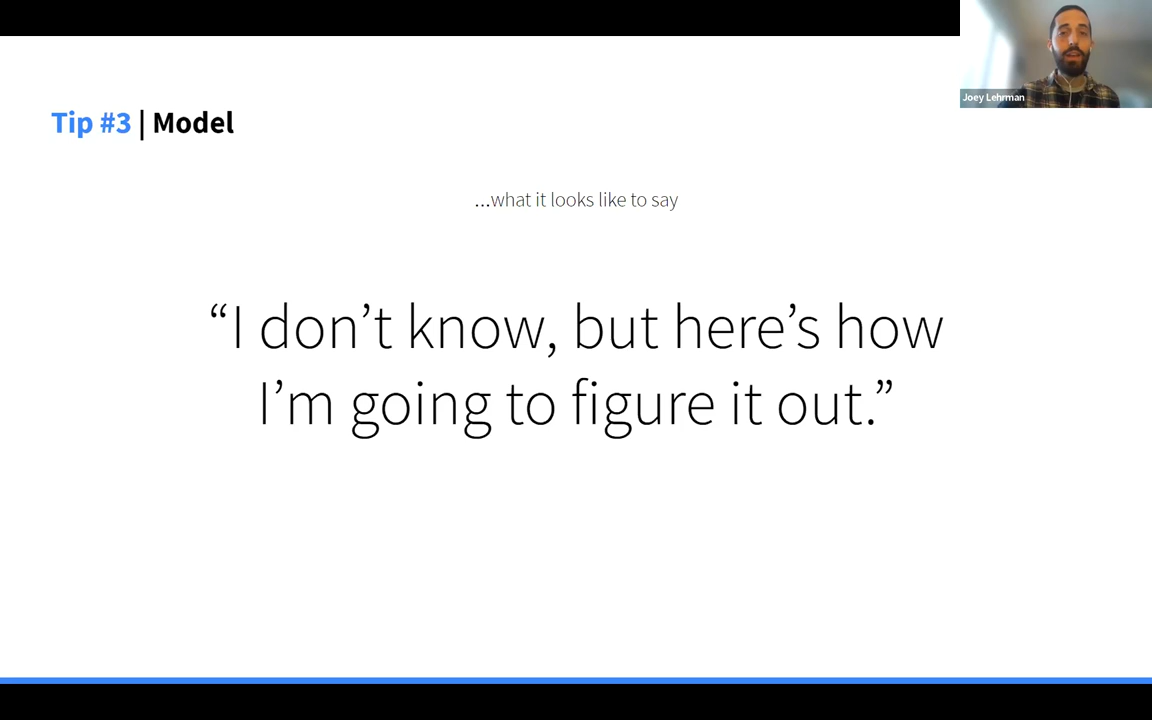 Joey Lehrman
Tip #3 | Model
...what it looks like to say
“I don’t know, but here’s how
I’m going to figure it out.”